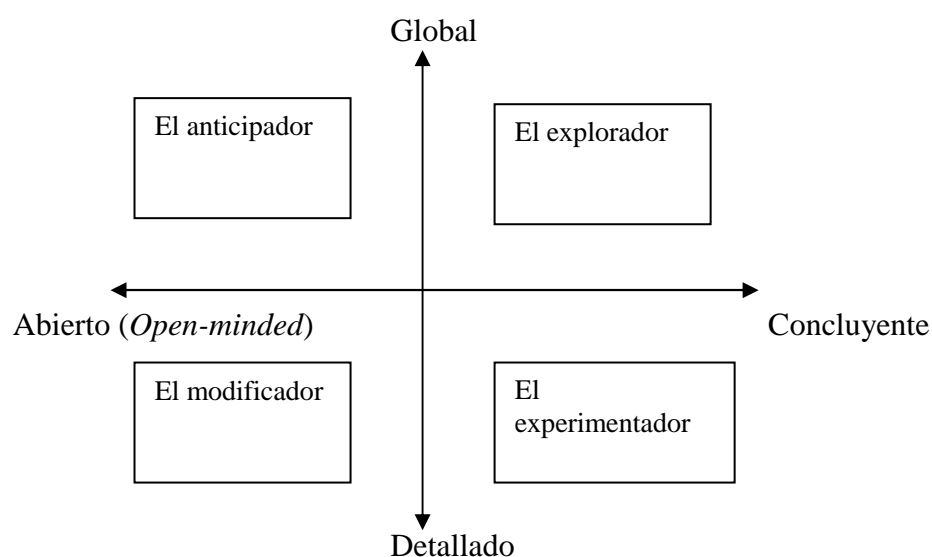 Global
El anticipador
El explorador
Abierto (Open-minded)
Concluyente
El modificador
El
experimentador
Detallado